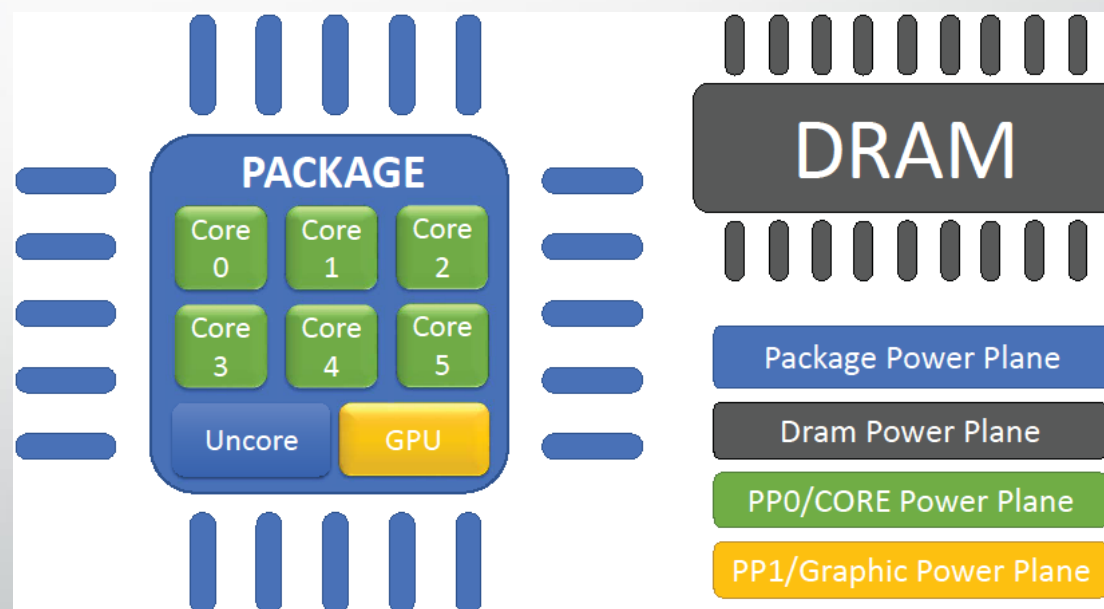 PACKAGE
Core
0
Core
1
Core
2
Core
3
Core
4
Core
5
Uncore
GPU
DRAM
Package Power Plane
Dram Power Plane
PP0/CORE Power Plane
PP1/Graphic Power Plane